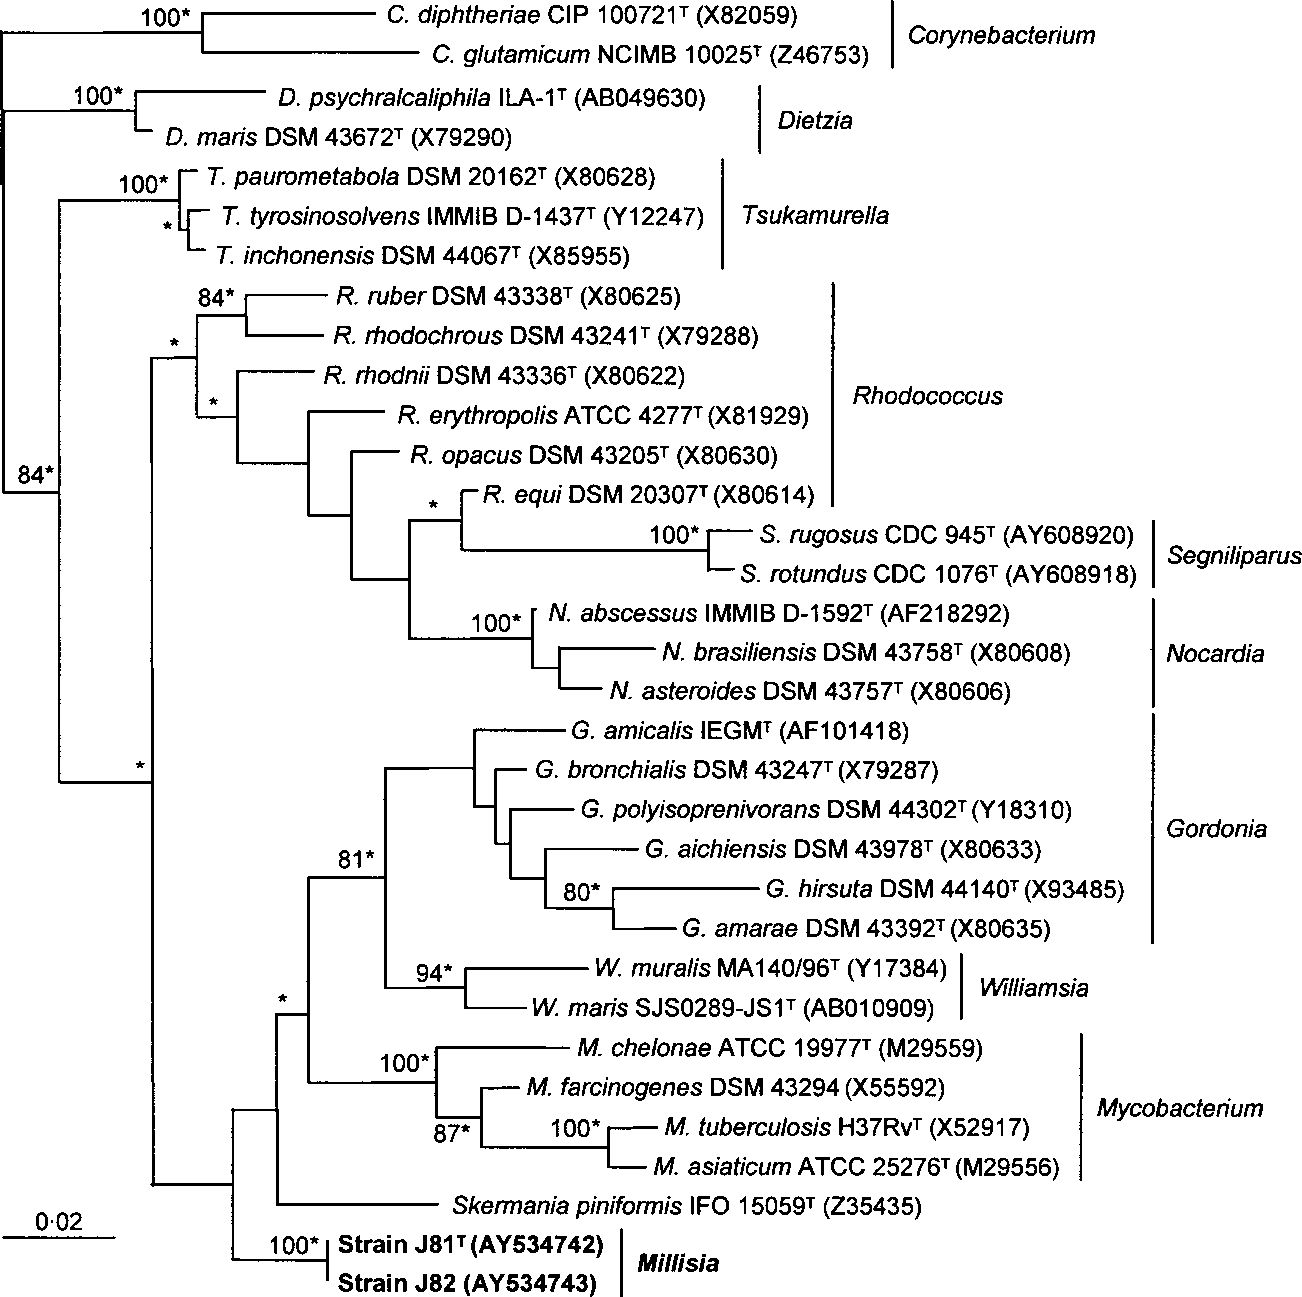 100* C. diphtheriae CIP 100721ᵀ (X82059)
Corynebacterium
C. glutamicum NCIMB 10025ᵀ (Z46753)
100* D. psychralcaliphila ILA-1ᵀ (AB049630)
Dietzia
D. maris DSM 43672ᵀ (X79290)
100* T. paurometabola DSM 20162ᵀ (X80628)
* T. tyrosinosolvens IMMIB D-1437ᵀ (Y12247)
Tsukamurella
T. inchonensis DSM 44067ᵀ (X85955)
84* R. ruber DSM 43338ᵀ (X80625)
* R. rhodochrous DSM 43241ᵀ (X79288)
R. rhodnii DSM 43336ᵀ (X80622)
Rhodococcus
* R. erythropolis ATCC 4277ᵀ (X81929)
R. opacus DSM 43205ᵀ (X80630)
84*
R. equi DSM 20307ᵀ (X80614)
*
100* S. rugosus CDC 945ᵀ (AY608920)
Segniliparus
S. rotundus CDC 1076ᵀ (AY608918)
100* N. abscessus IMMIB D-1592ᵀ (AF218292)
N. brasiliensis DSM 43758ᵀ (X80608)
Nocardia
N. asteroides DSM 43757ᵀ (X80606)
G. amicalis IEGMᵀ (AF101418)
* G. bronchialis DSM 43247ᵀ (X79287)
G. polyisoprenivorans DSM 44302ᵀ (Y18310)
Gordonia
81* G. aichiensis DSM 43978ᵀ (X80633)
80* G. hirsuta DSM 44140ᵀ (X93485)
G. amarae DSM 43392ᵀ (X80635)
94* W. muralis MA140/96ᵀ (Y17384)
Williamsia
* W. maris SJS0289-JS1ᵀ (AB010909)
100* M. chelonae ATCC 19977ᵀ (M29559)
M. farcinogenes DSM 43294 (X55592)
Mycobacterium
87* 100* M. tuberculosis H37Rvᵀ (X52917)
M. asiaticum ATCC 25276ᵀ (M29556)
Skermania piniformis IFO 15059ᵀ (Z35435)
0·02
100* Strain J81ᵀ (AY534742)
Millisia
Strain J82 (AY534743)